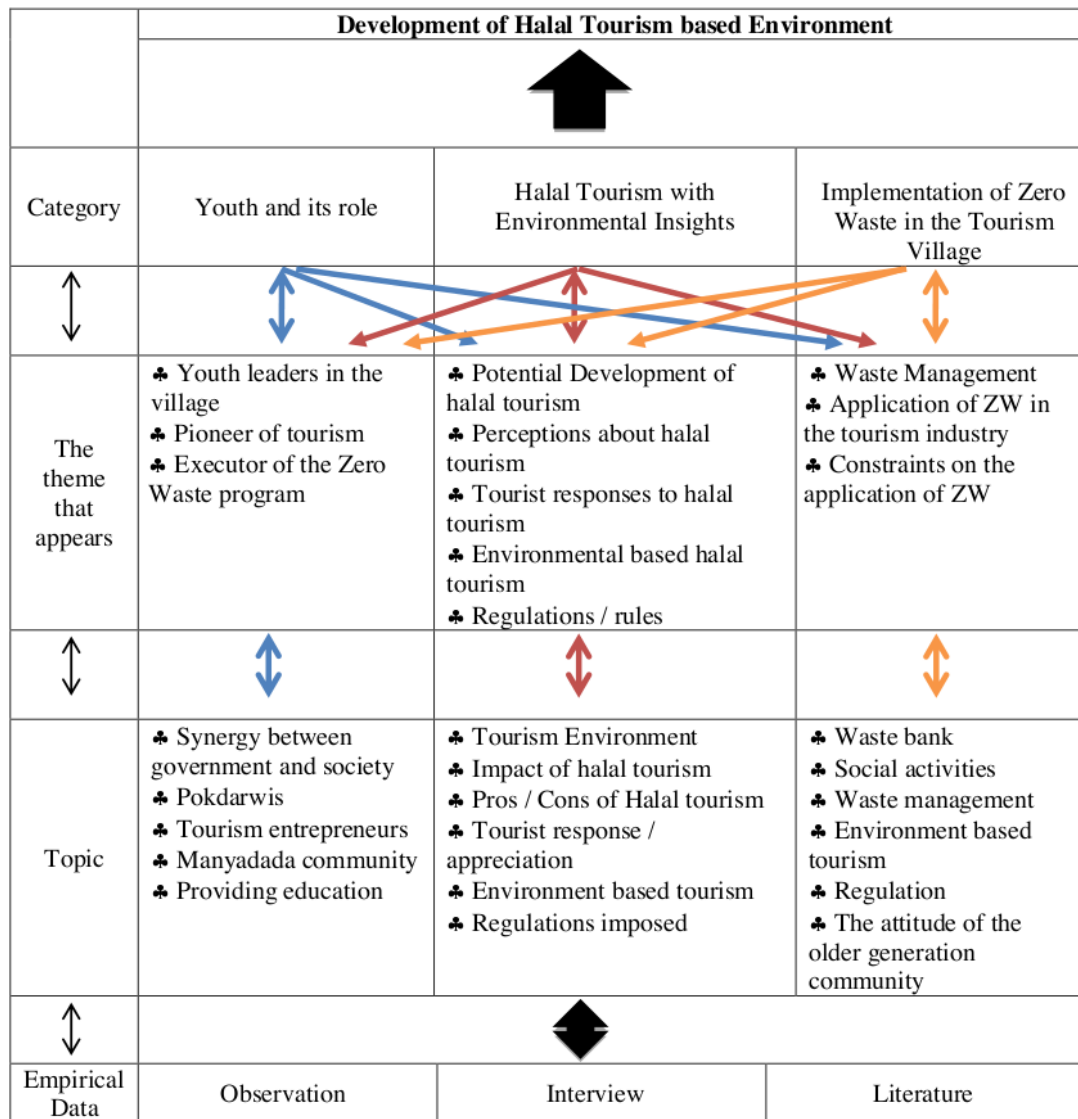 Development of Halal Tourism based Environment
Category
Youth and its role
Halal Tourism with
Environmental Insights
Implementation of Zero
Waste in the Tourism
Village
The
theme
that
appears
♣ Youth leaders in the
village
♣ Pioneer of tourism
♣ Executor of the Zero
Waste program
♣ Potential Development of
halal tourism
♣ Perceptions about halal
tourism
♣ Tourist responses to halal
tourism
♣ Environmental based halal
tourism
♣ Regulations / rules
♣ Waste Management
♣ Application of ZW in
the tourism industry
♣ Constraints on the
application of ZW
Topic
♣ Synergy between
government and society
♣ Pokdarwis
♣ Tourism entrepreneurs
♣ Manyadada community
♣ Providing education
♣ Tourism Environment
♣ Impact of halal tourism
♣ Pros / Cons of Halal tourism
♣ Tourist response /
appreciation
♣ Environment based tourism
♣ Regulations imposed
♣ Waste bank
♣ Social activities
♣ Waste management
♣ Environment based
tourism
♣ Regulation
♣ The attitude of the
older generation
community
Empirical
Data
Observation
Interview
Literature